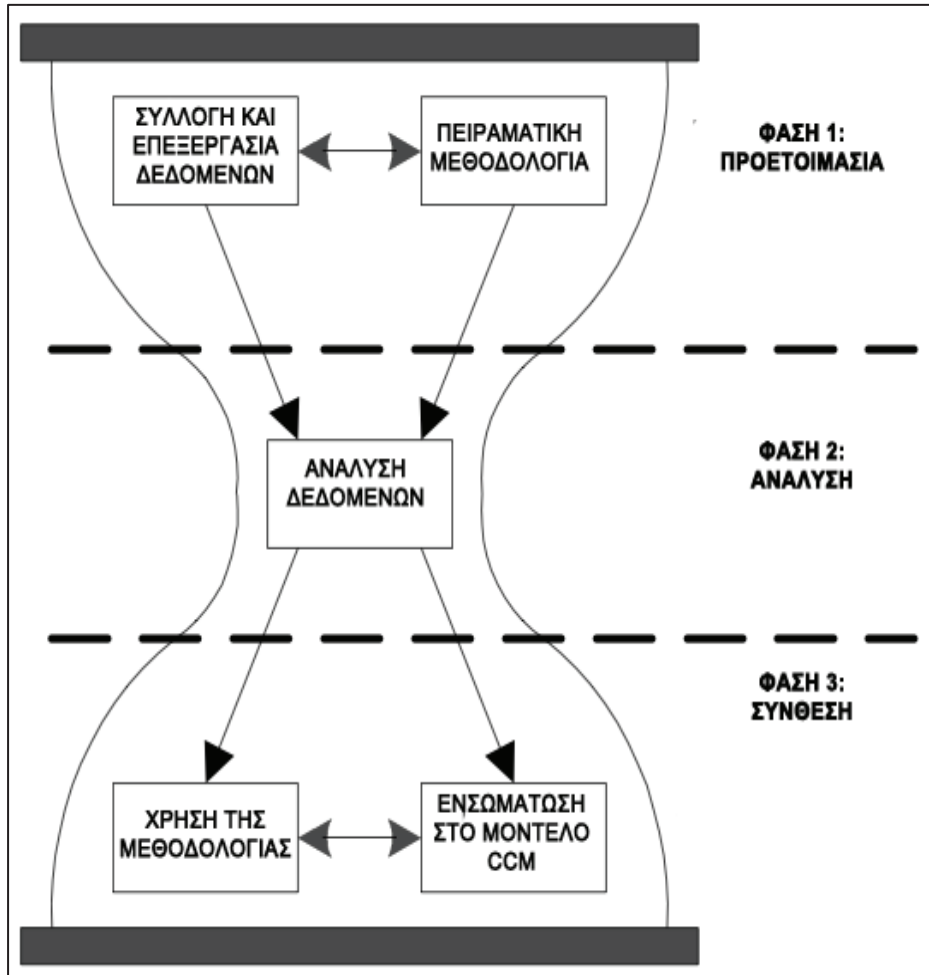 ΣΥΛΛΟΓΗ ΚΑΙ
ΕΠΕΞΕΡΓΑΣΙΑ
ΔΕΔΟΜΕΝΩΝ
ΠΕΙΡΑΜΑΤΙΚΗ
ΜΕΘΟΔΟΛΟΓΙΑ
ΦΑΣΗ 1:
ΠΡΟΕΤΟΙΜΑΣΙΑ
ΑΝΑΛΥΣΗ
ΔΕΔΟΜΕΝΩΝ
ΦΑΣΗ 2:
ΑΝΑΛΥΣΗ
ΦΑΣΗ 3:
ΣΥΝΘΕΣΗ
ΧΡΗΣΗ ΤΗΣ
ΜΕΘΟΔΟΛΟΓΙΑΣ
ΕΝΣΩΜΑΤΩΣΗ
ΣΤΟ ΜΟΝΤΕΛΟ
CCM